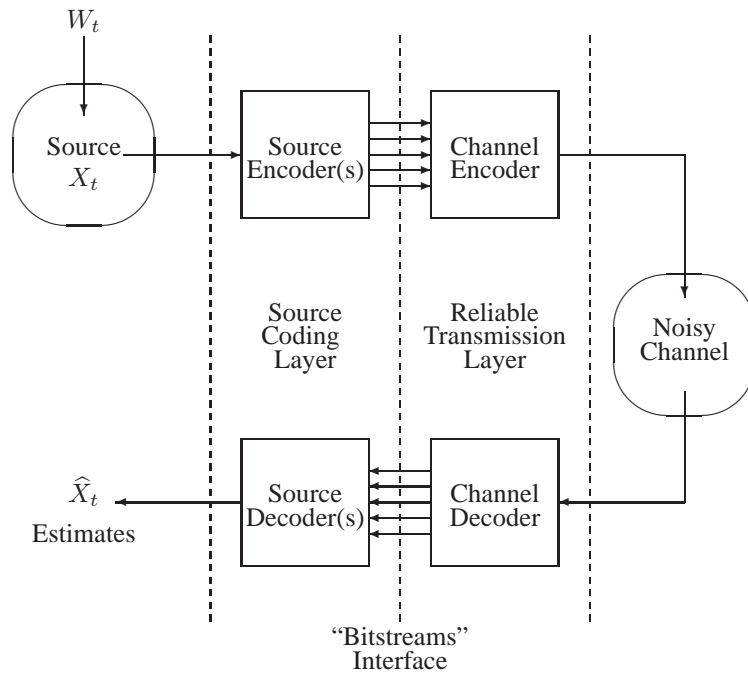 W_t
Source
X_t
Source
Encoder(s)
Channel
Encoder
Source
Coding
Layer
Reliable
Transmission
Layer
Noisy
Channel
X̂_t
Estimates
Source
Decoder(s)
Channel
Decoder
“Bitstreams”
Interface